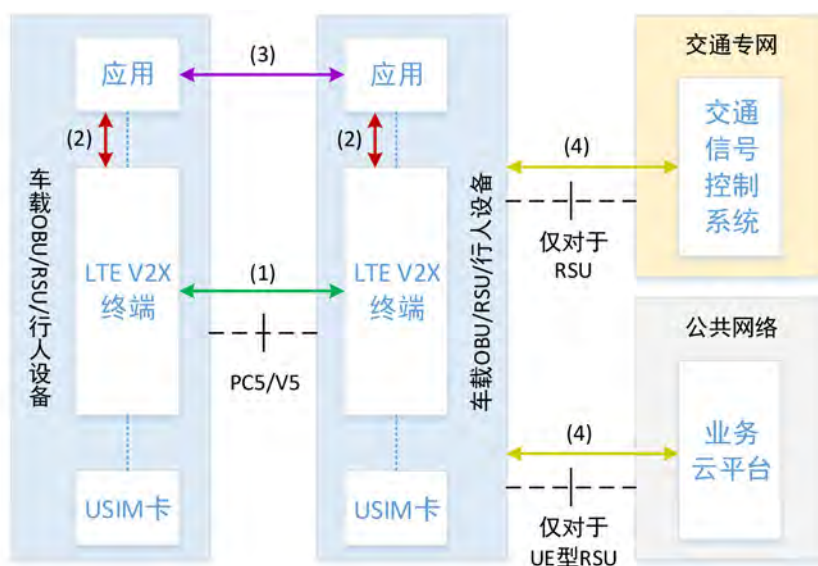 车载OBU/RSU/行人设备
应用
(2)
LTE V2X
终端
USIM卡
(3)
(1)
PC5/V5
应用
(2)
LTE V2X
终端
USIM卡
车载OBU/RSU/行人设备
(4)
仅对于
RSU
(4)
仅对于
UE型RSU
交通专网
交通
信号
控制
系统
公共网络
业务
云平台